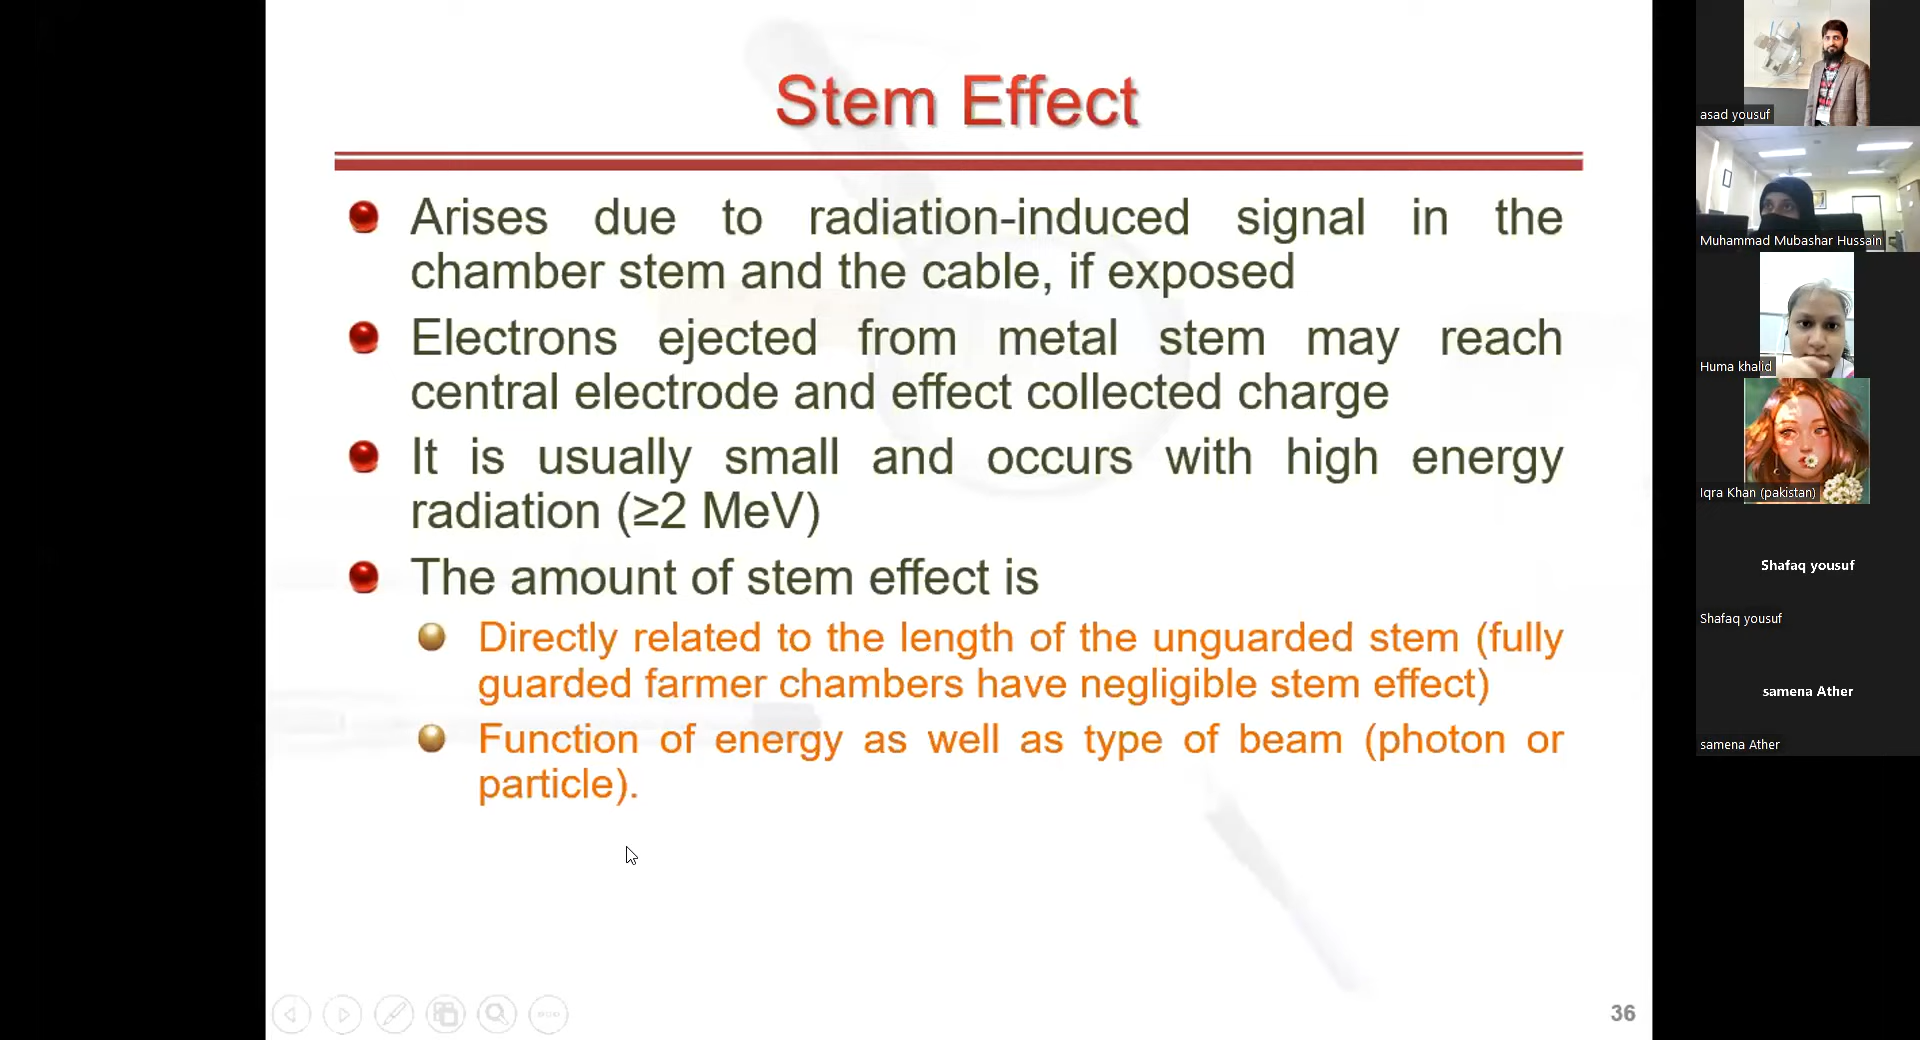 Stem Effect
Arises due to radiation-induced signal in the
chamber stem and the cable, if exposed
Electrons ejected from metal stem may reach
central electrode and effect collected charge
It is usually small and occurs with high energy
radiation (≥2 MeV)
The amount of stem effect is
Directly related to the length of the unguarded stem (fully
guarded farmer chambers have negligible stem effect)
Function of energy as well as type of beam (photon or
particle).
36
asad yousuf
Muhammad Mubashar Hussain
Huma khalid
Iqra Khan (pakistan)
Shafaq yousuf
Shafaq yousuf
samena Ather
samena Ather